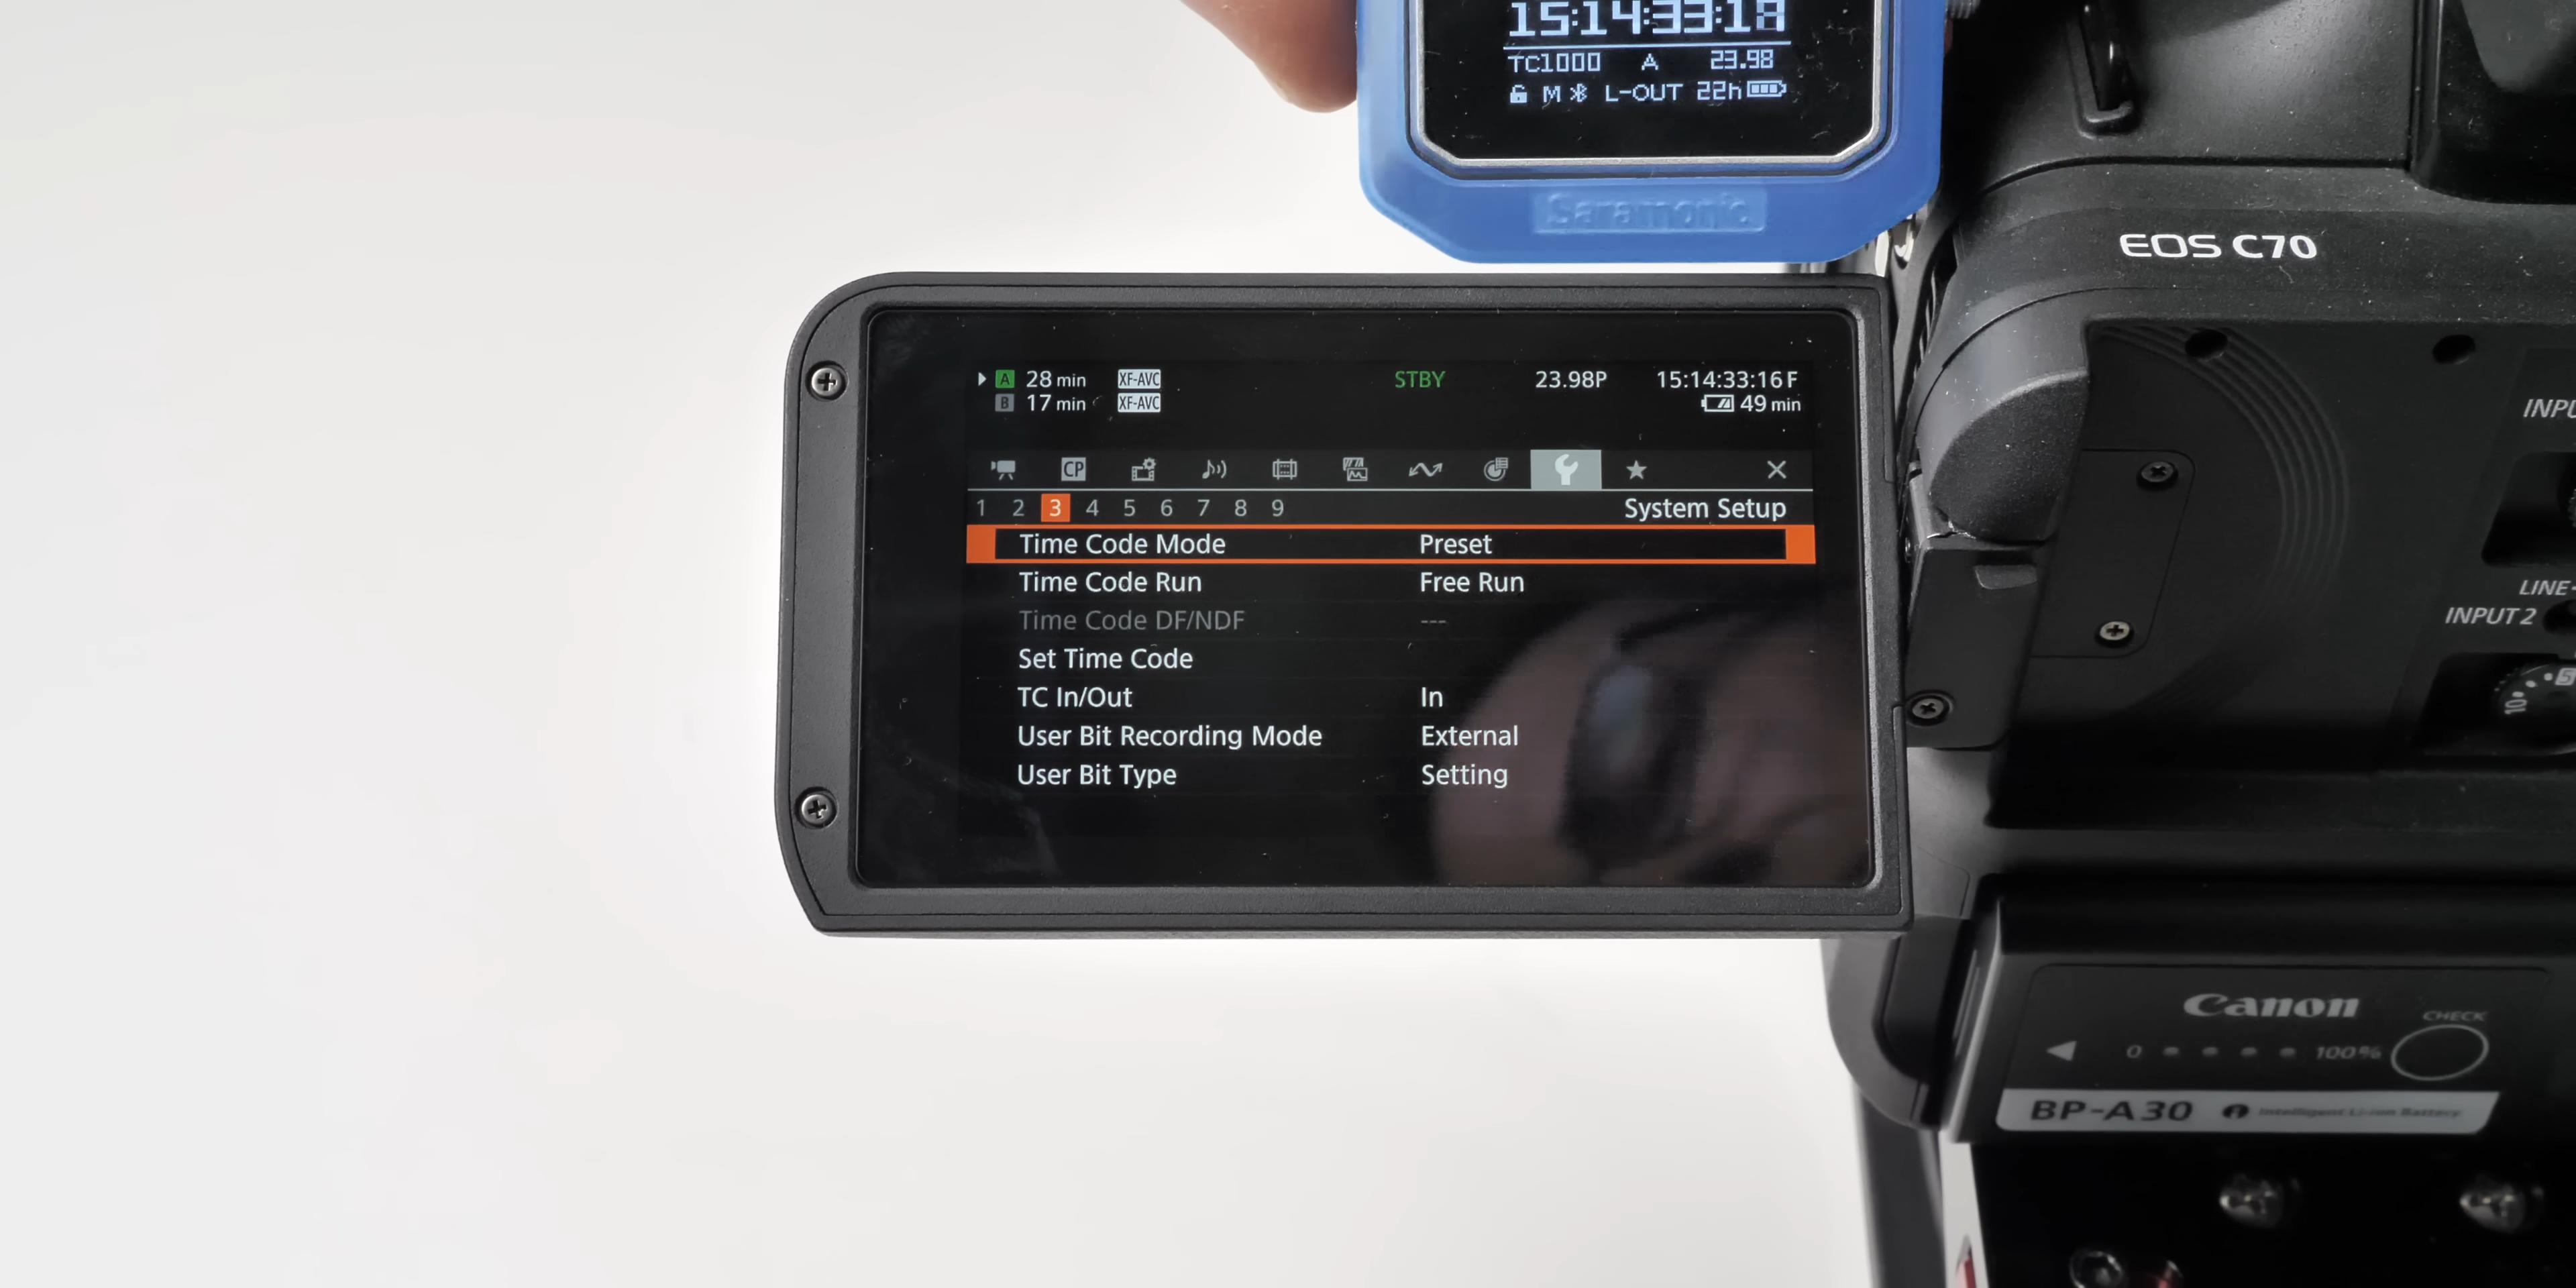 15:14:33:17
TC1000 A 23.98
M L-OUT 22h
Saramonic
EOS C70
A 28 min XF-AVC STBY 23.98P 15:14:33:16 F
B 17 min XF-AVC 49 min
CP
1 2 3 4 5 6 7 8 9 System Setup
Time Code Mode Preset
Time Code Run Free Run
Time Code DF/NDF ---
Set Time Code
TC In/Out In
User Bit Recording Mode External
User Bit Type Setting
INPU
LINE
INPUT 2
5
10
Canon
CHECK
0 100%
BP-A30 Intelligent Li-ion Battery